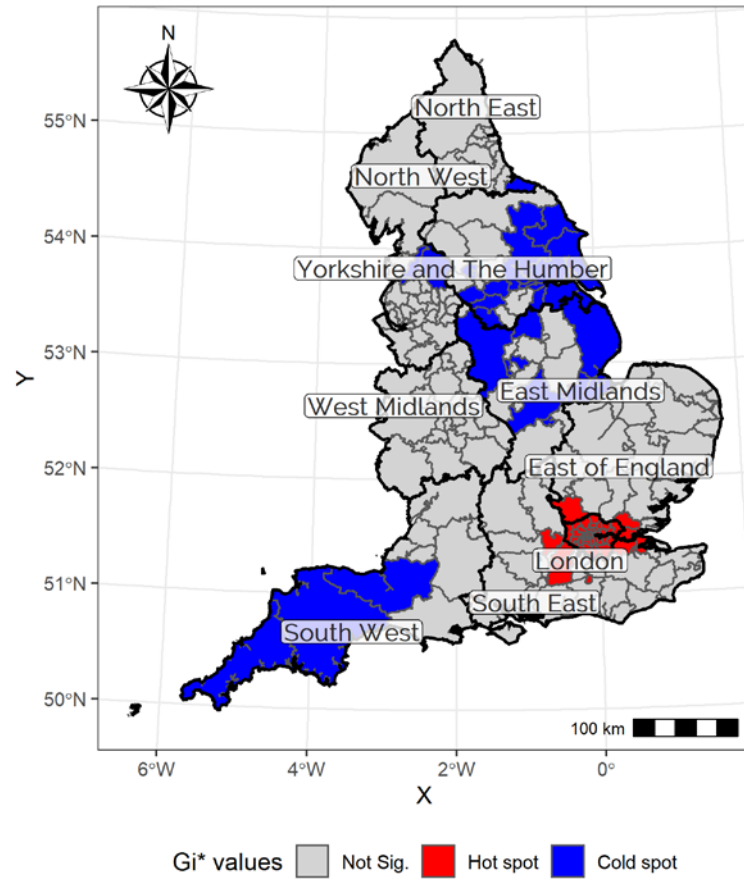 N
North East
North West
Yorkshire and The Humber
East Midlands
West Midlands
East of England
London
South East
South West
100 km
55°N
54°N
53°N
52°N
51°N
50°N
Y
6°W
4°W
2°W
0°
X
Gi* values
Not Sig.
Hot spot
Cold spot